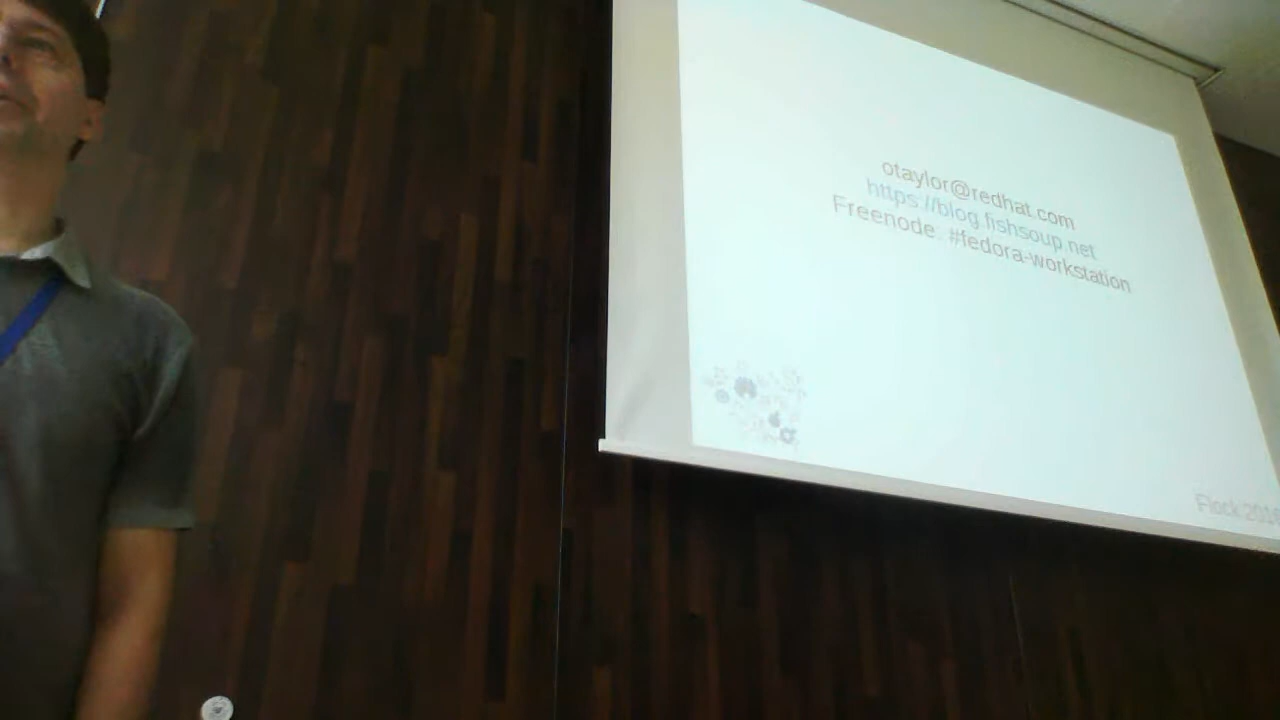 otaylor@redhat.com
https://blog.fishsoup.net
Freenode: #fedora-workstation
Flock 2016